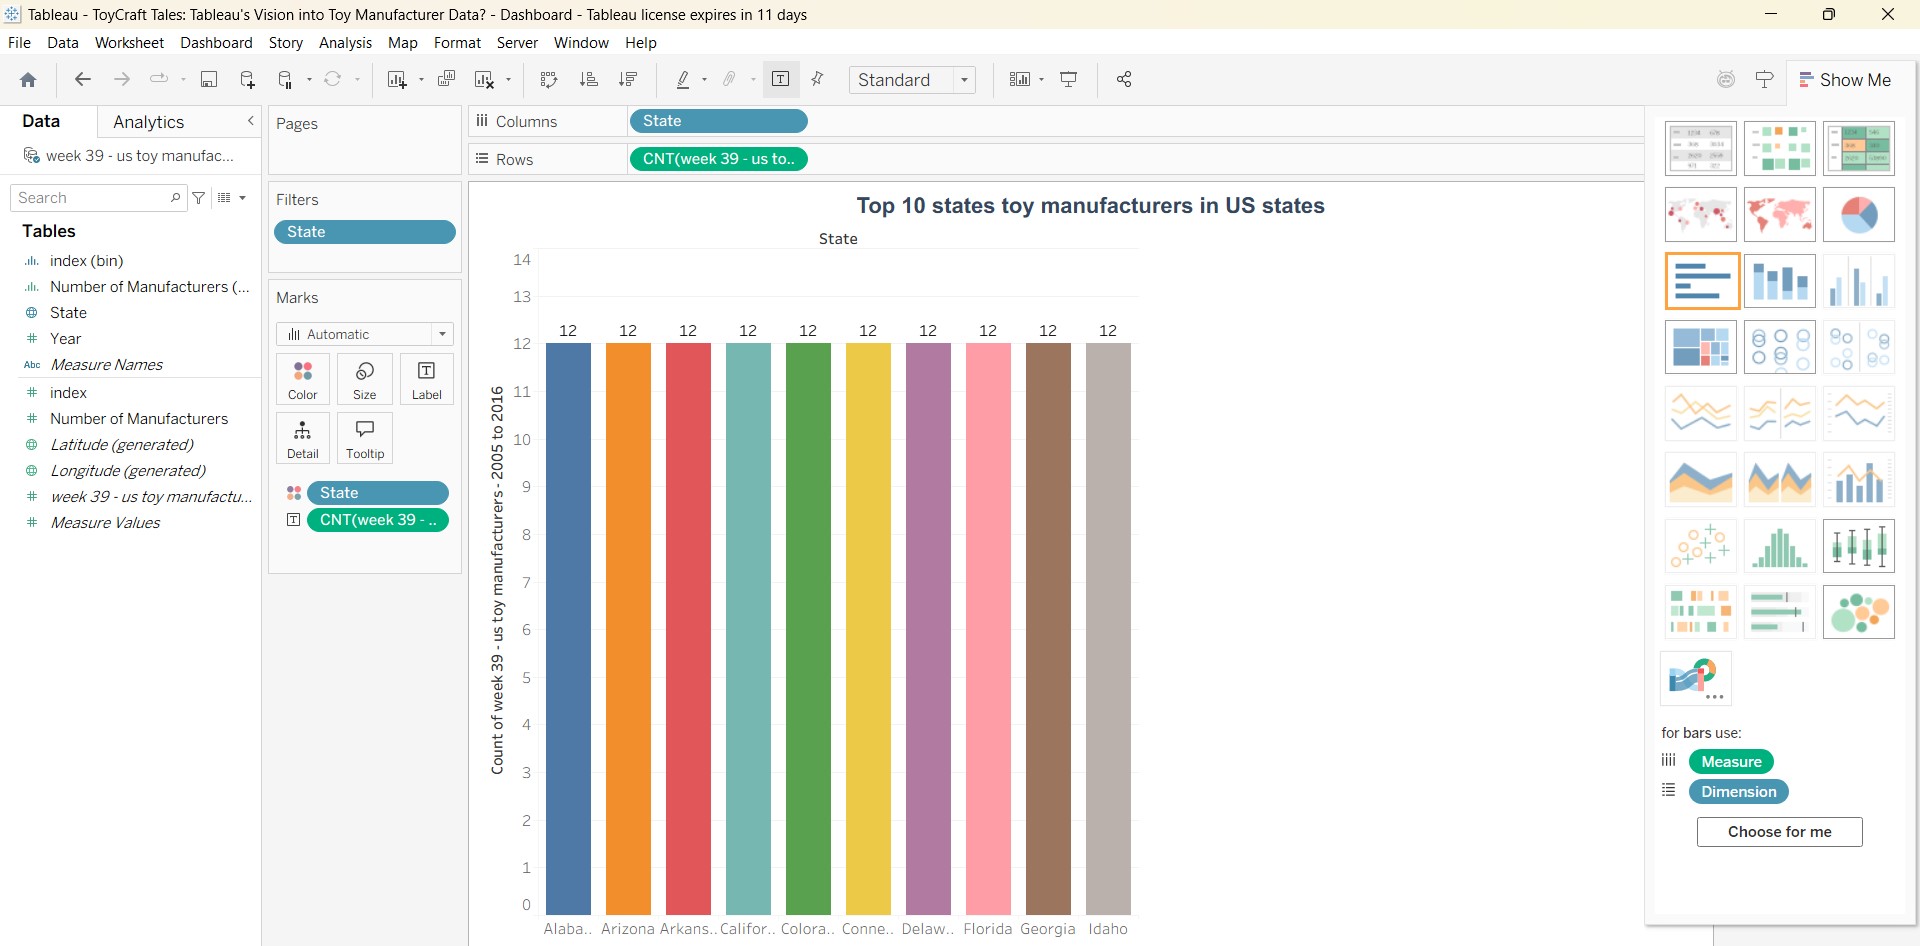 Tableau - ToyCraft Tales: Tableau's Vision into Toy Manufacturer Data? - Dashboard - Tableau license expires in 11 days
File Data Worksheet Dashboard Story Analysis Map Format Server Window Help
Standard
Show Me
Data Analytics
week 39 - us toy manufac...
Search
Tables
index (bin)
Number of Manufacturers (...
State
Year
Abc Measure Names
index
Number of Manufacturers
Latitude (generated)
Longitude (generated)
week 39 - us toy manufactu...
Measure Values
Pages
Filters
State
Marks
Automatic
Color Size Label
Detail Tooltip
State
CNT(week 39 - ..
Columns State
Rows CNT(week 39 - us to..
Top 10 states toy manufacturers in US states
State
Count of week 39 - us toy manufacturers - 2005 to 2016
14
13
12
11
10
9
8
7
6
5
4
3
2
1
0
12 12 12 12 12 12 12 12 12 12
Alaba.. Arizona Arkans.. Califor.. Colora.. Conne.. Delaw.. Florida Georgia Idaho
for bars use:
Measure
Dimension
Choose for me